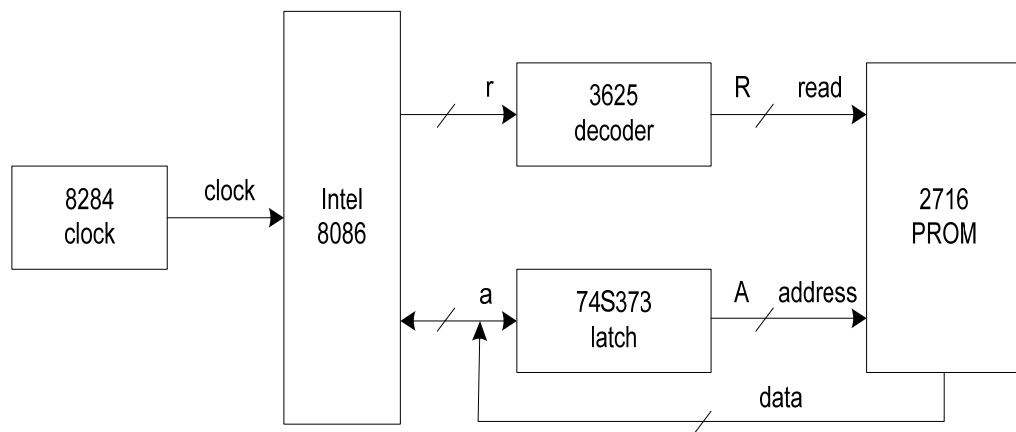 8284
clock
clock
Intel
8086
r
3625
decoder
R
read
a
74S373
latch
A
address
2716
PROM
data